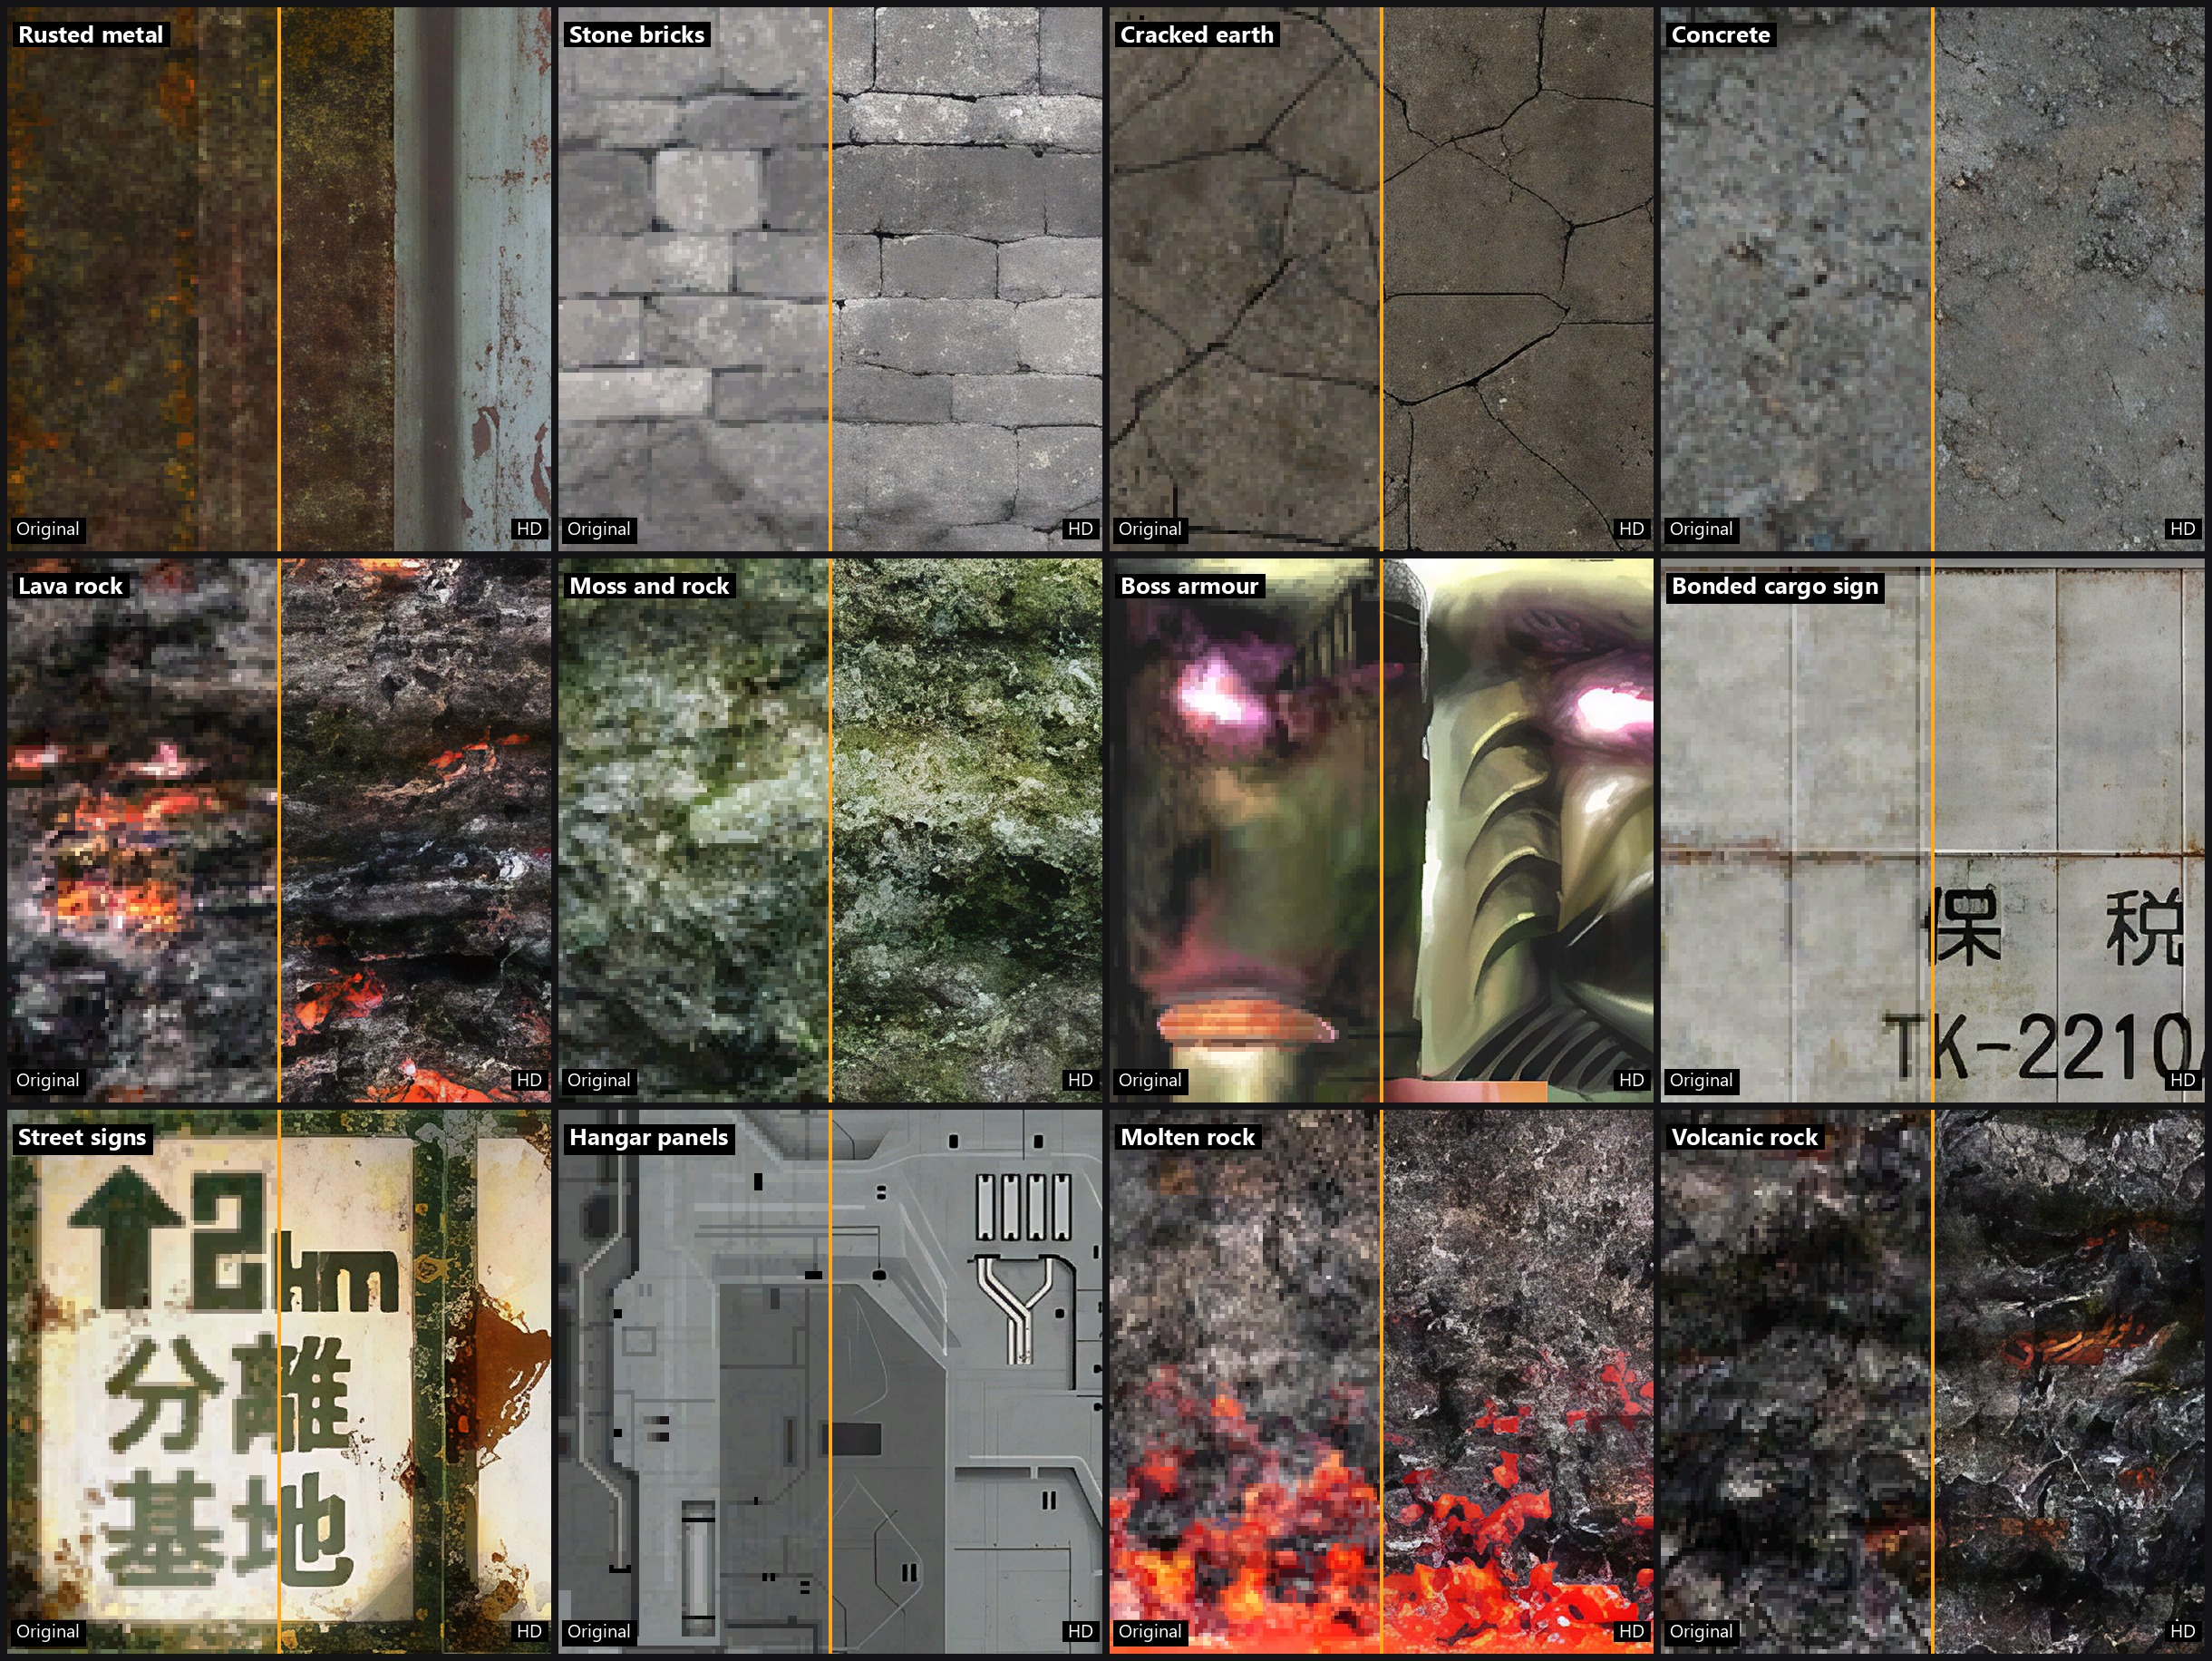 Rusted metal
Original
HD
Stone bricks
Original
HD
Cracked earth
Original
HD
Concrete
Original
HD
Lava rock
Original
HD
Moss and rock
Original
HD
Boss armour
Original
HD
Bonded cargo sign
保 税
TK-2210
Original
HD
Street signs
↑2km
分離
基地
Original
HD
Hangar panels
Original
HD
Molten rock
Original
HD
Volcanic rock
Original
HD